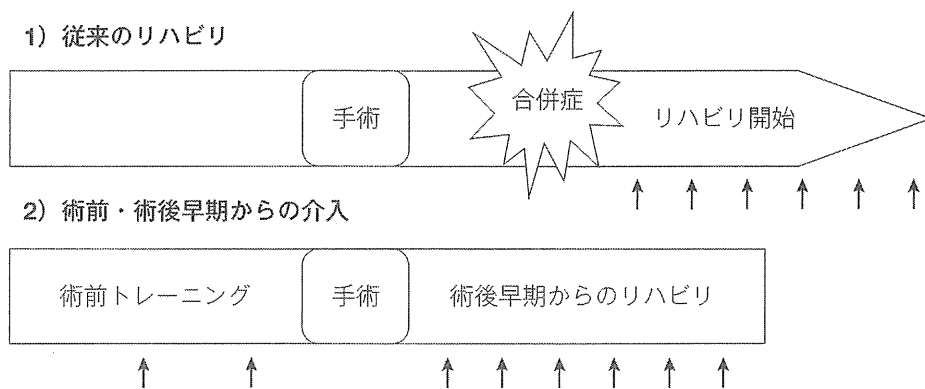 1）従来のリハビリ
手術
合併症
リハビリ開始
2）術前・術後早期からの介入
術前トレーニング
手術
術後早期からのリハビリ